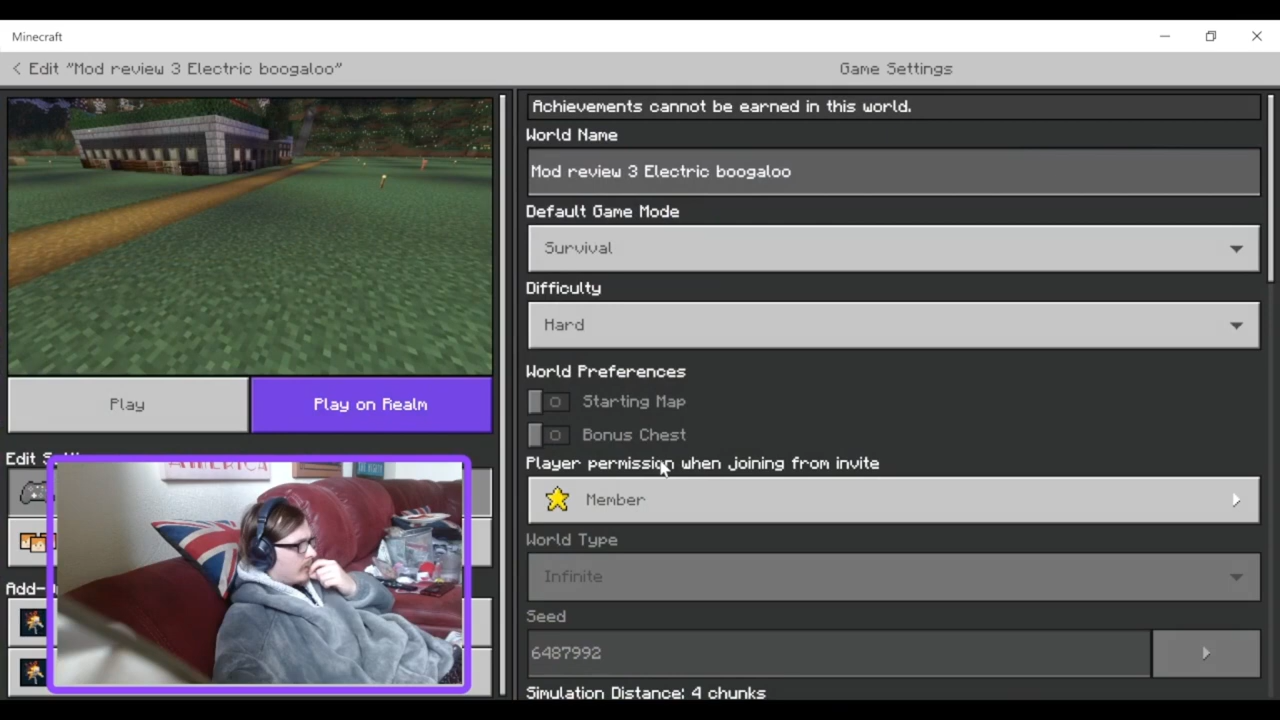 Minecraft
< Edit "Mod review 3 Electric boogaloo"
Game Settings
Play
Play on Realm
Edit
Add-
AMERICA
Achievements cannot be earned in this world.
World Name
Mod review 3 Electric boogaloo
Default Game Mode
Survival
Difficulty
Hard
World Preferences
Starting Map
Bonus Chest
Player permission when joining from invite
Member
World Type
Infinite
Seed
6487992
Simulation Distance: 4 chunks